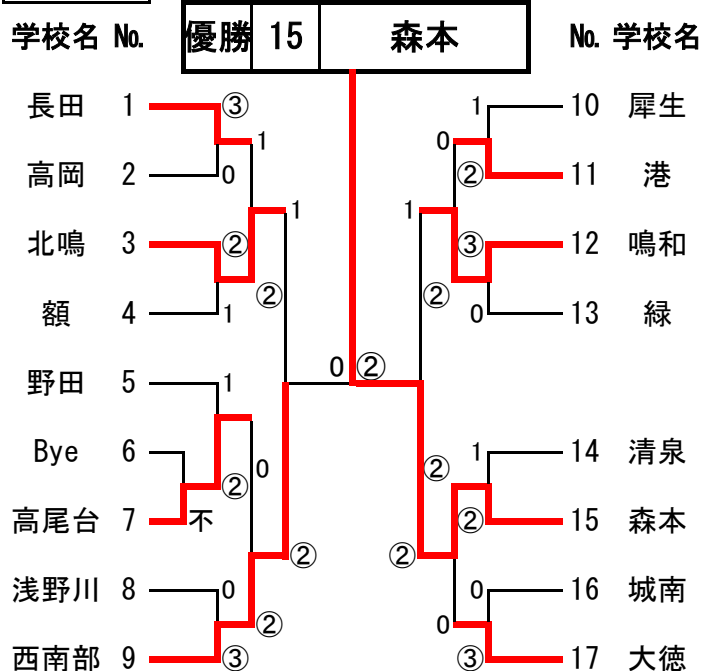 学校名 No. 優勝 15 森本 No. 学校名
長田 1 ③ 1 10 犀生
1 0
高岡 2 0 ② 11 港
1 1
北鳴 3 ② ③ 12 鳴和
② ②
額 4 1 0 13 緑
0 ②
野田 5 1
Bye 6 1 14 清泉
0 ②
② 
高尾台 7 不 ② 15 森本
② ②
浅野川 8 0 0 16 城南
② 0
西南部 9 ③ ③ 17 大徳